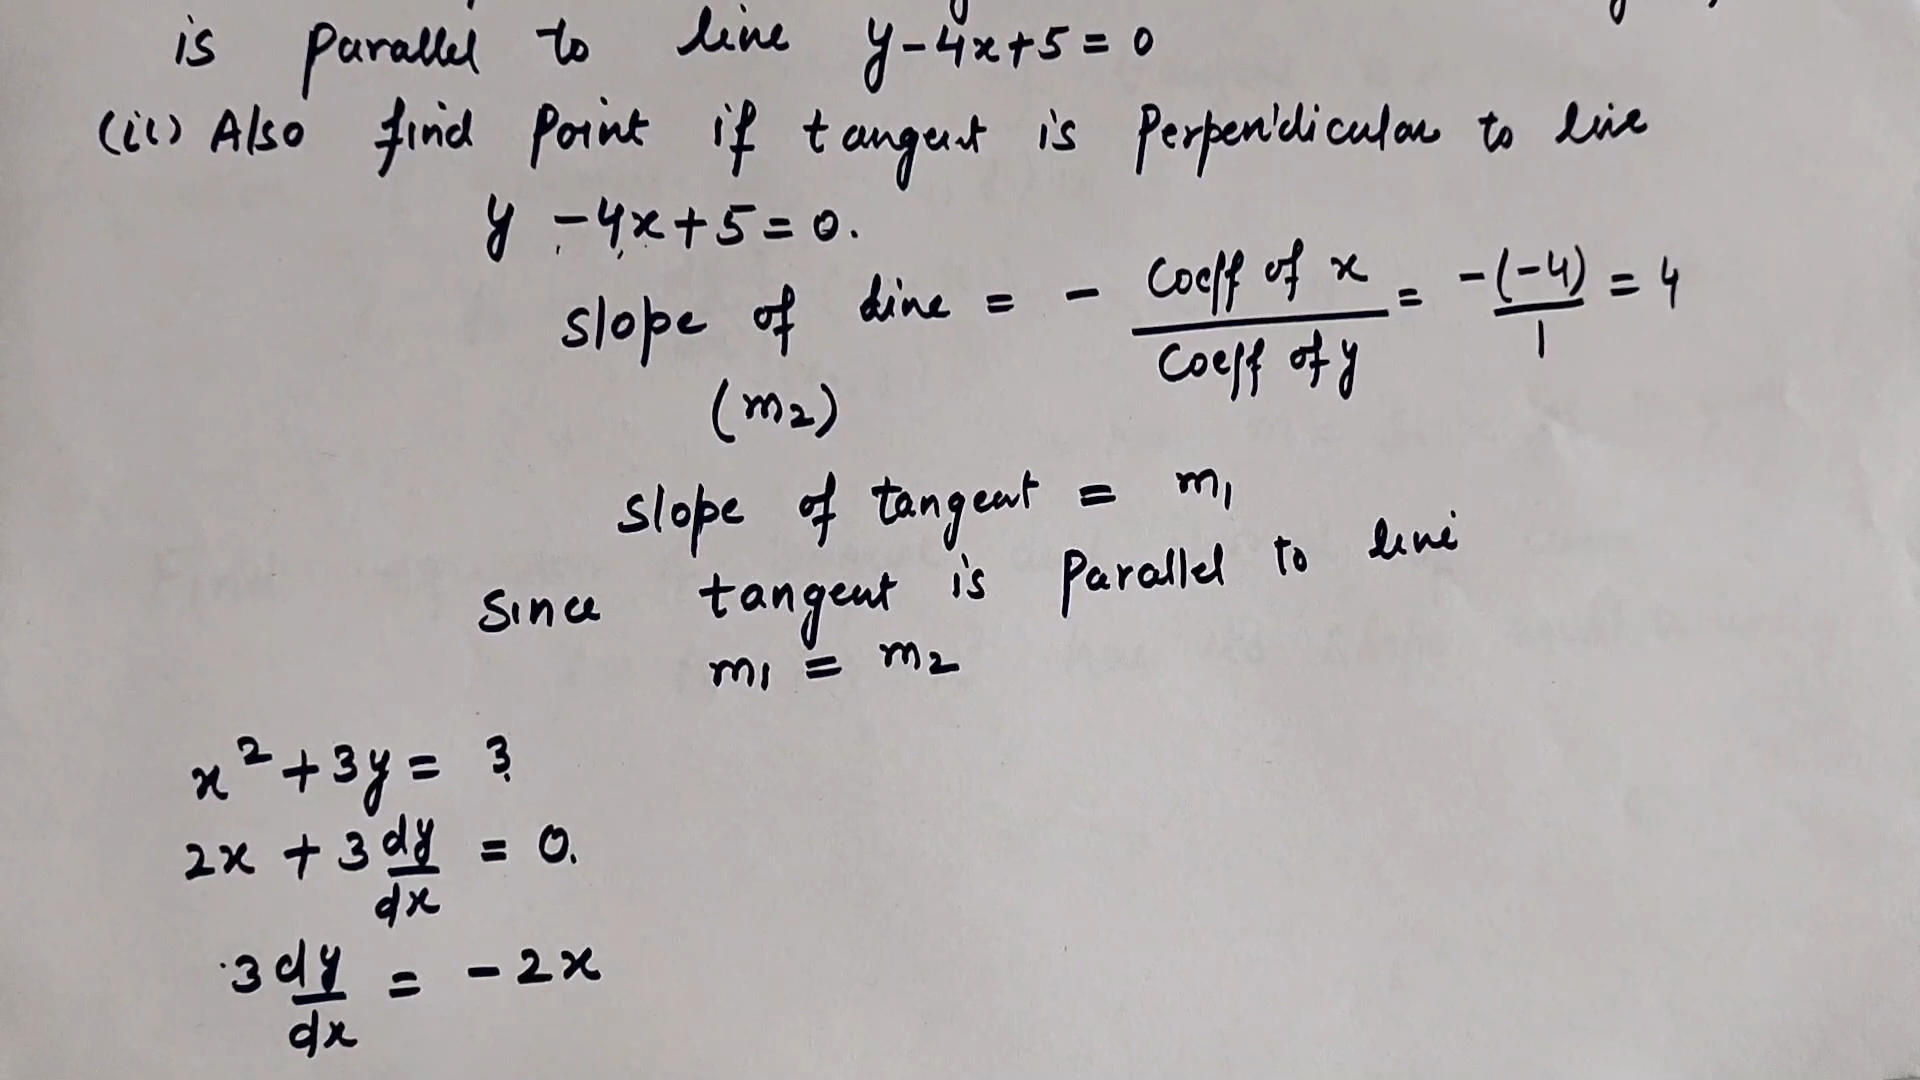 is parallel to line y-4x+5=0
(ii) Also find point if tangent is perpendicular to line
y -4x+5=0.
slope of line = - Coeff of x / Coeff of y = -(-4)/1 = 4
(m2)
slope of tangent = m1
Since tangent is parallel to line
m1 = m2
x²+3y = 3
2x + 3 dy/dx = 0.
3 dy/dx = -2x